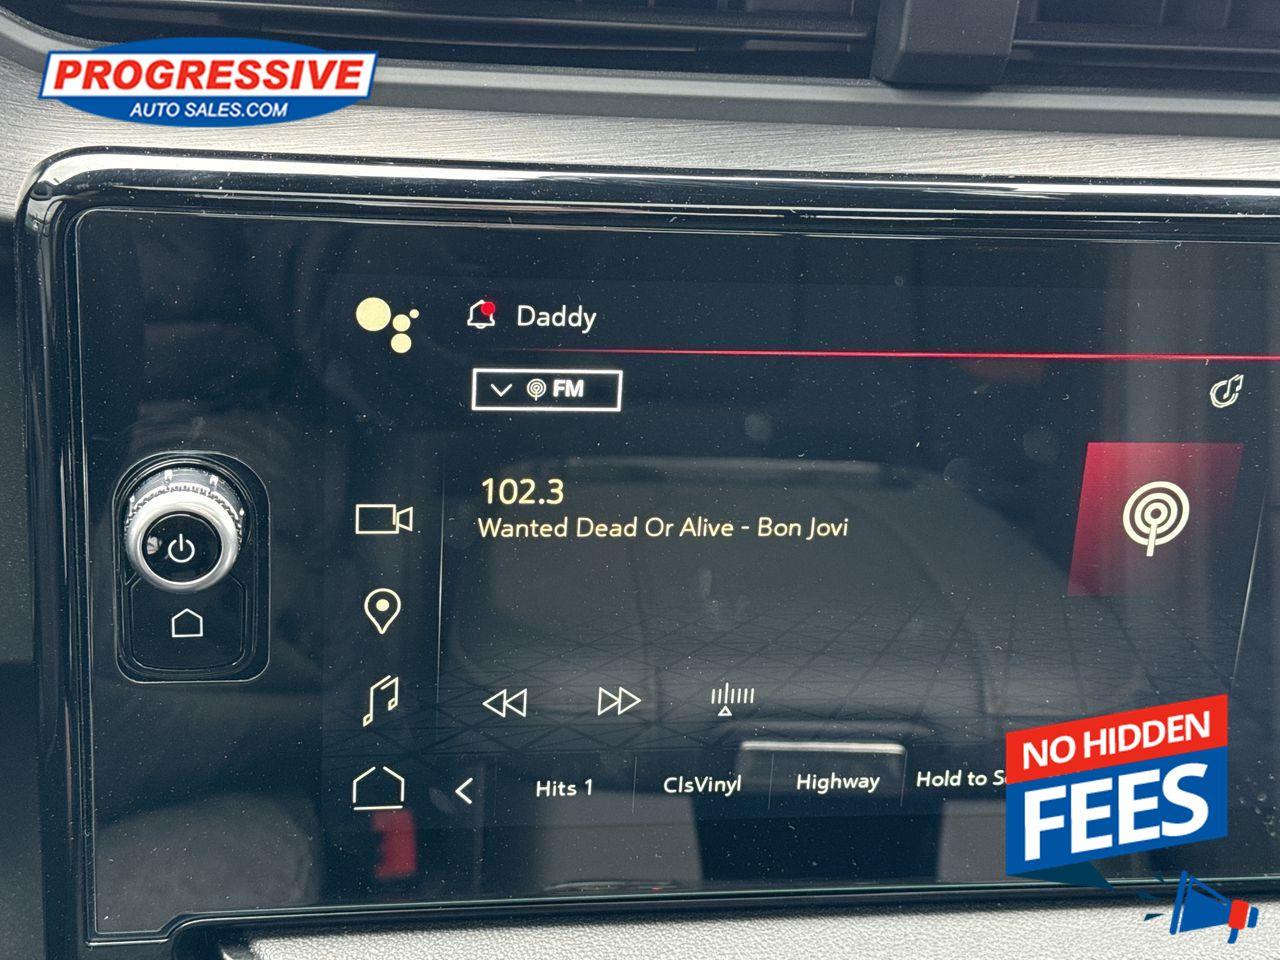 PROGRESSIVE
AUTO SALES.COM
Daddy
FM
102.3
Wanted Dead Or Alive - Bon Jovi
Hits 1
ClsVinyl
Highway
Hold to
NO HIDDEN
FEES